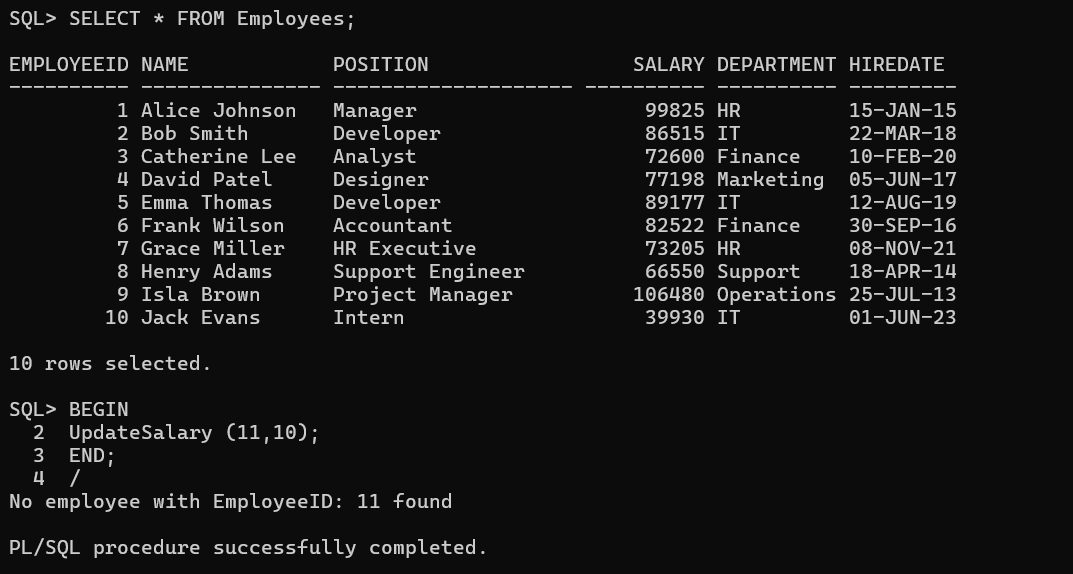 SQL> SELECT * FROM Employees;
EMPLOYEEID NAME            POSITION                 SALARY DEPARTMENT HIREDATE
---------- --------------- -------------------- ---------- ---------- ---------
         1 Alice Johnson   Manager                   99825 HR         15-JAN-15
         2 Bob Smith       Developer                 86515 IT         22-MAR-18
         3 Catherine Lee   Analyst                   72600 Finance    10-FEB-20
         4 David Patel     Designer                  77198 Marketing  05-JUN-17
         5 Emma Thomas     Developer                 89177 IT         12-AUG-19
         6 Frank Wilson    Accountant                82522 Finance    30-SEP-16
         7 Grace Miller    HR Executive              73205 HR         08-NOV-21
         8 Henry Adams     Support Engineer          66550 Support    18-APR-14
         9 Isla Brown      Project Manager          106480 Operations 25-JUL-13
        10 Jack Evans      Intern                    39930 IT         01-JUN-23
10 rows selected.
SQL> BEGIN
  2  UpdateSalary (11,10);
  3  END;
  4  /
No employee with EmployeeID: 11 found
PL/SQL procedure successfully completed.